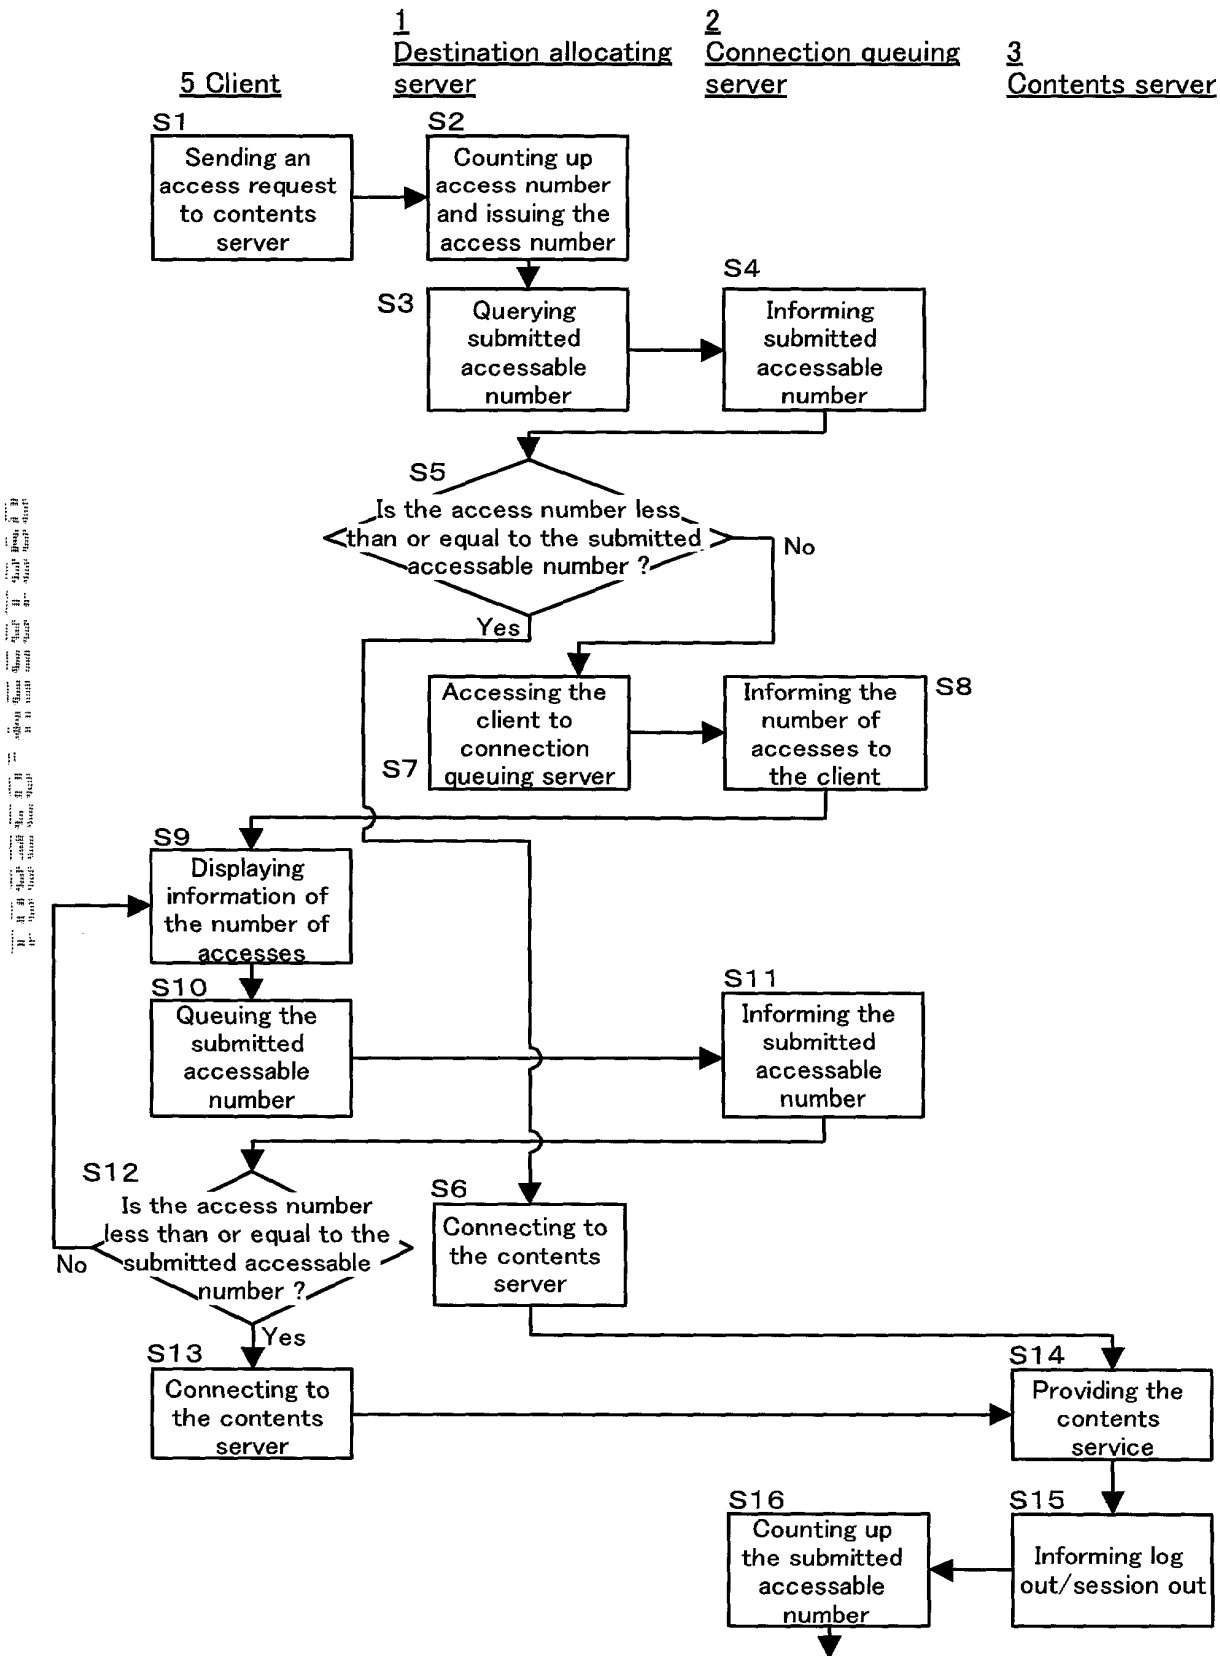 1
Destination allocating
server
2
Connection queuing
server
3
Contents server
5 Client
S1
Sending an
access request
to contents
server
S2
Counting up
access number
and issuing the
access number
S3
Querying
submitted
accessable
number
S4
Informing
submitted
accessable
number
S5
Is the access number less
than or equal to the submitted
accessable number ?
No
Yes
S7
Accessing the
client to
connection
queuing server
S8
Informing the
number of
accesses to
the client
S9
Displaying
information of
the number of
accesses
S10
Queuing the
submitted
accessable
number
S11
Informing the
submitted
accessable
number
S12
Is the access number
less than or equal to the
submitted accessable
number ?
No
Yes
S6
Connecting to
the contents
server
S13
Connecting to
the contents
server
S14
Providing the
contents
service
S15
Informing log
out/session out
S16
Counting up
the submitted
accessable
number